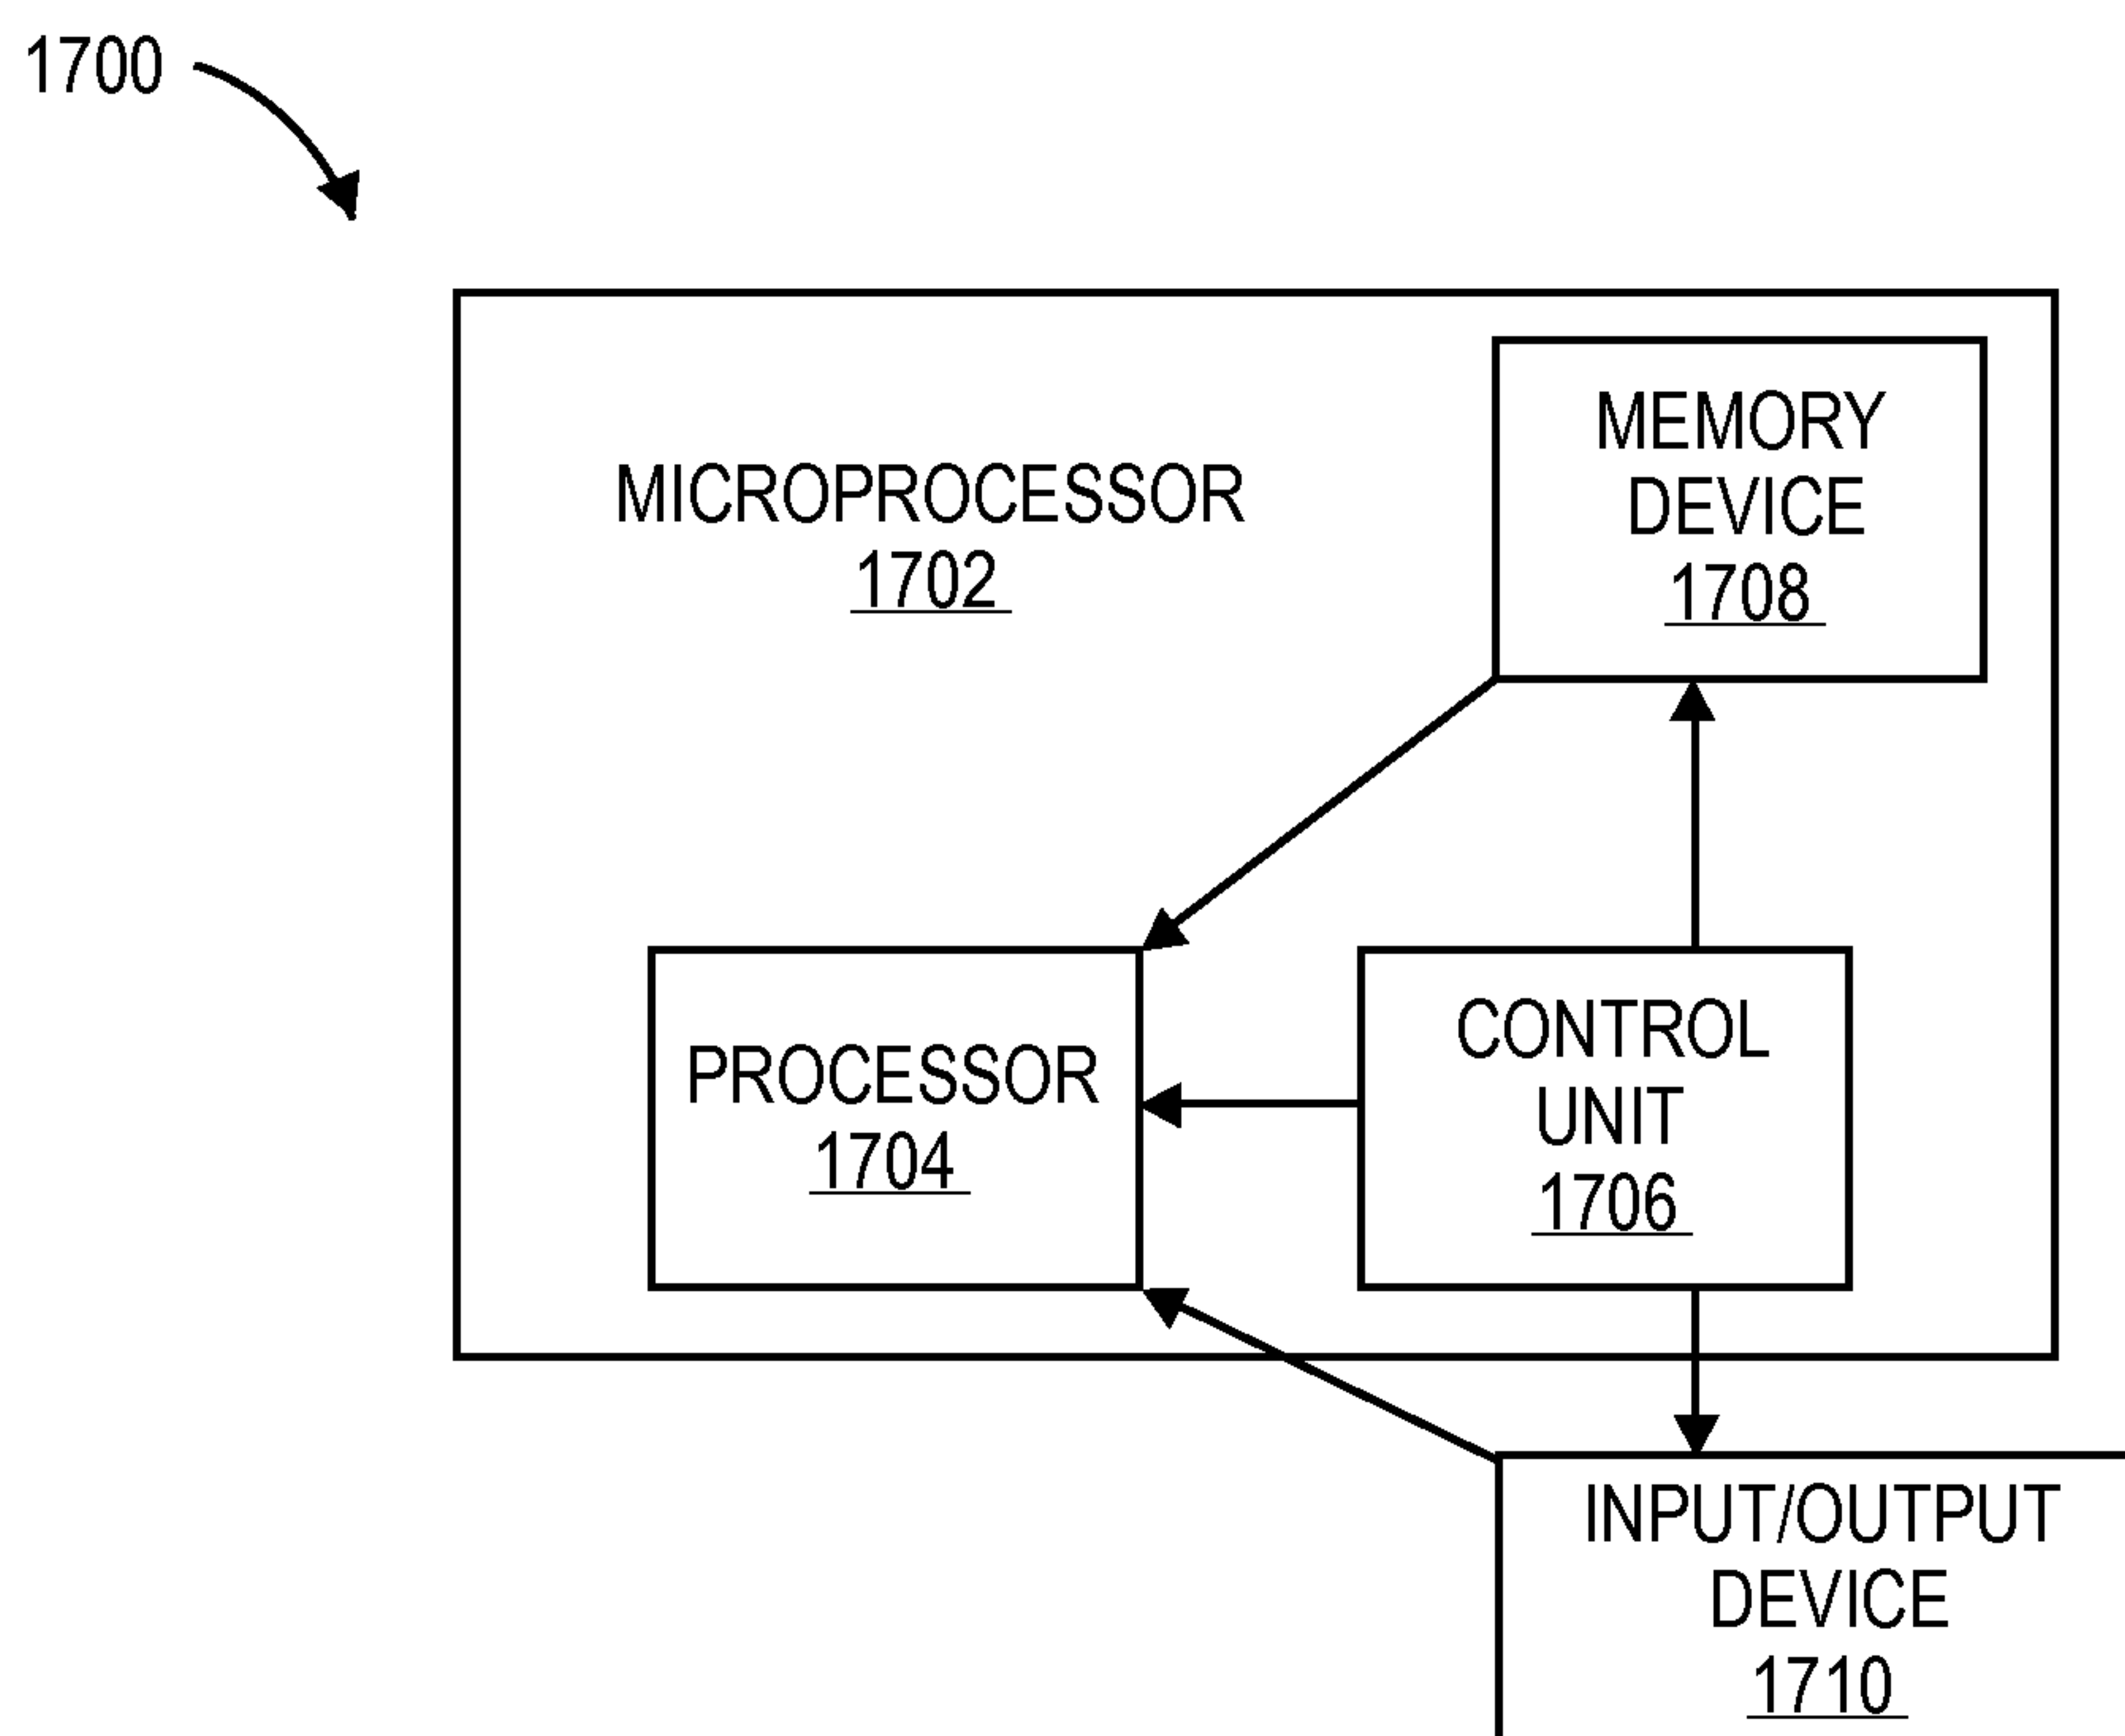 1700
MICROPROCESSOR
1702
MEMORY
DEVICE
1708
PROCESSOR
1704
CONTROL
UNIT
1706
INPUT/OUTPUT
DEVICE
1710